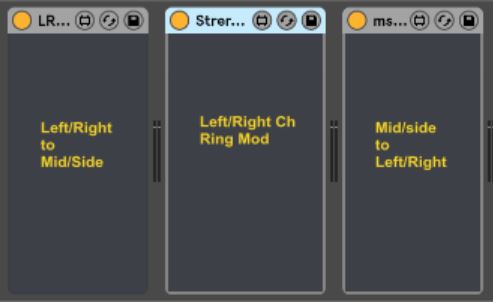 LR...
Strer...
ms...
Left/Right
to
Mid/Side
Left/Right Ch
Ring Mod
Mid/side
to
Left/Right